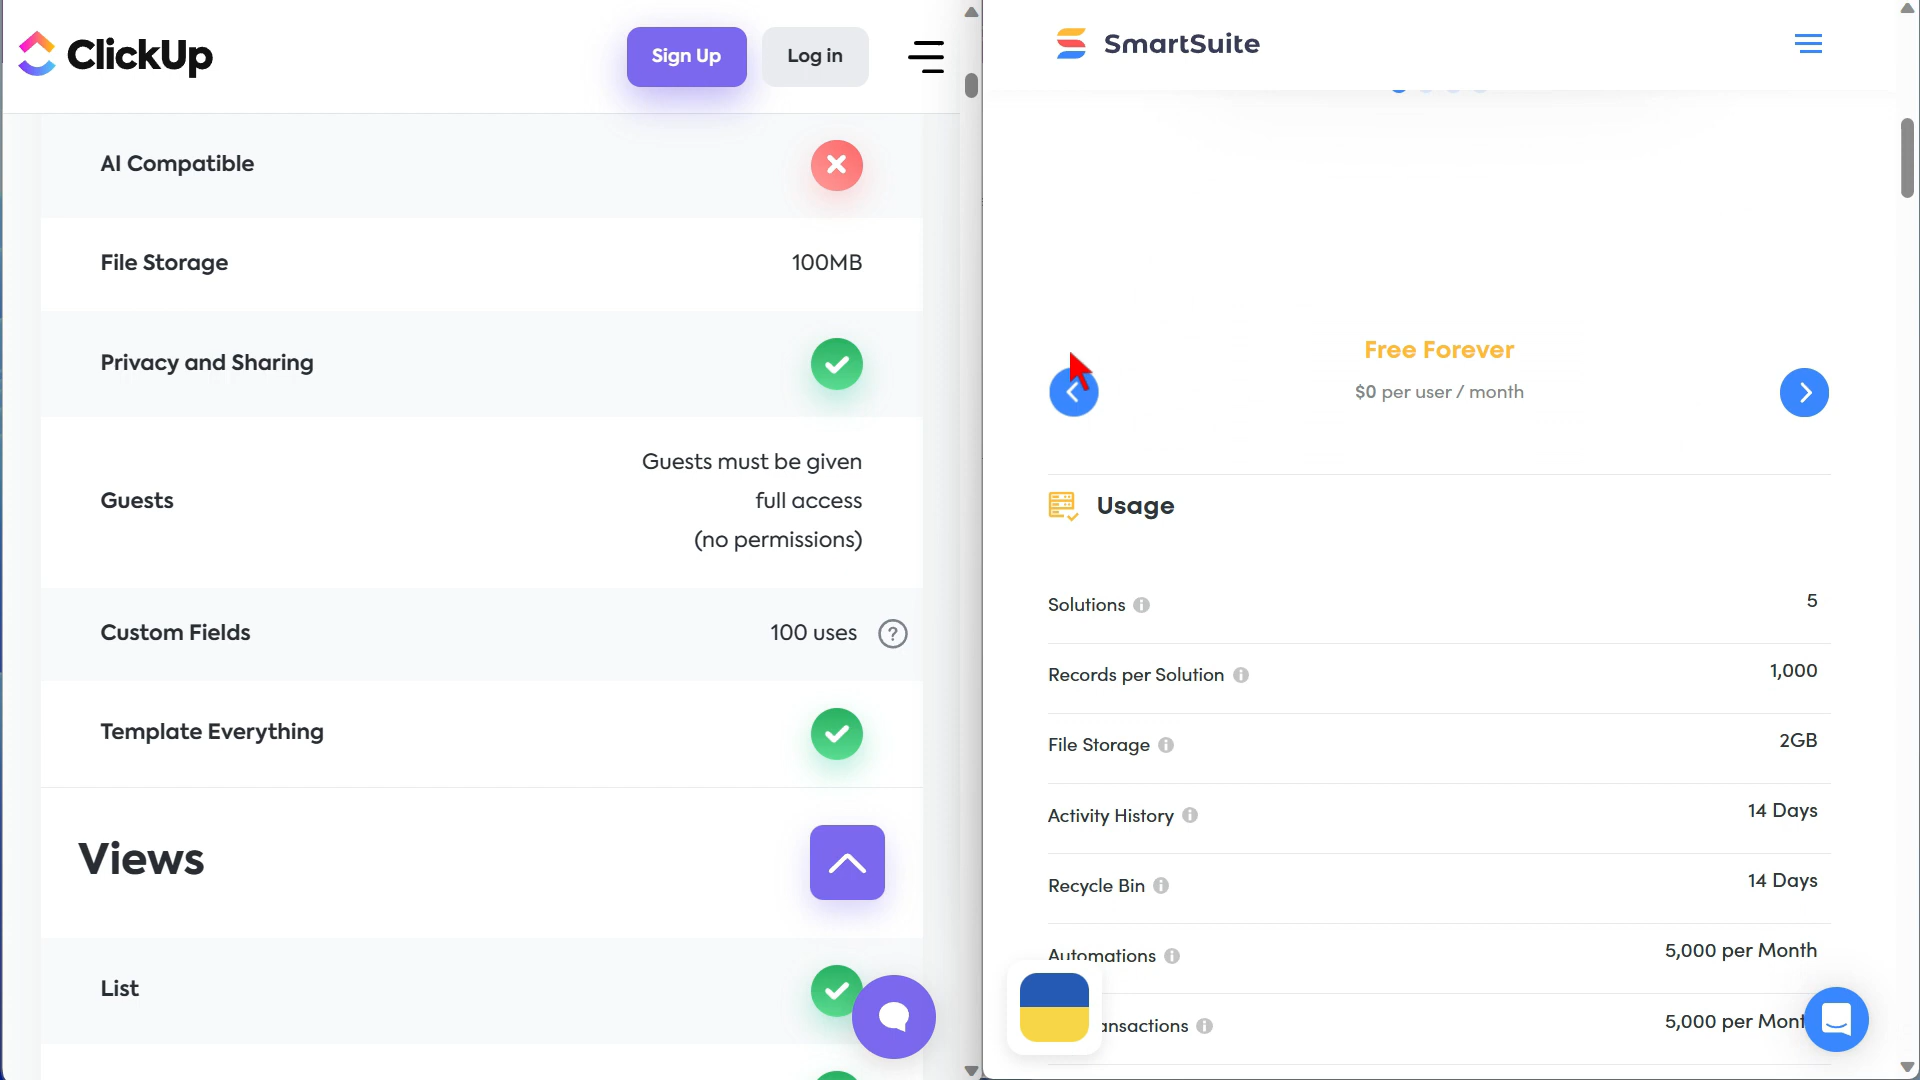 ClickUp
Sign Up
Log in
AI Compatible
File Storage
100MB
Privacy and Sharing
Guests
Guests must be given
full access
(no permissions)
Custom Fields
100 uses
?
Template Everything
Views
List
SmartSuite
Free Forever
$0 per user / month
Usage
Solutions
5
Records per Solution
1,000
File Storage
2GB
Activity History
14 Days
Recycle Bin
14 Days
Automations
5,000 per Month
ansactions
5,000 per Mont